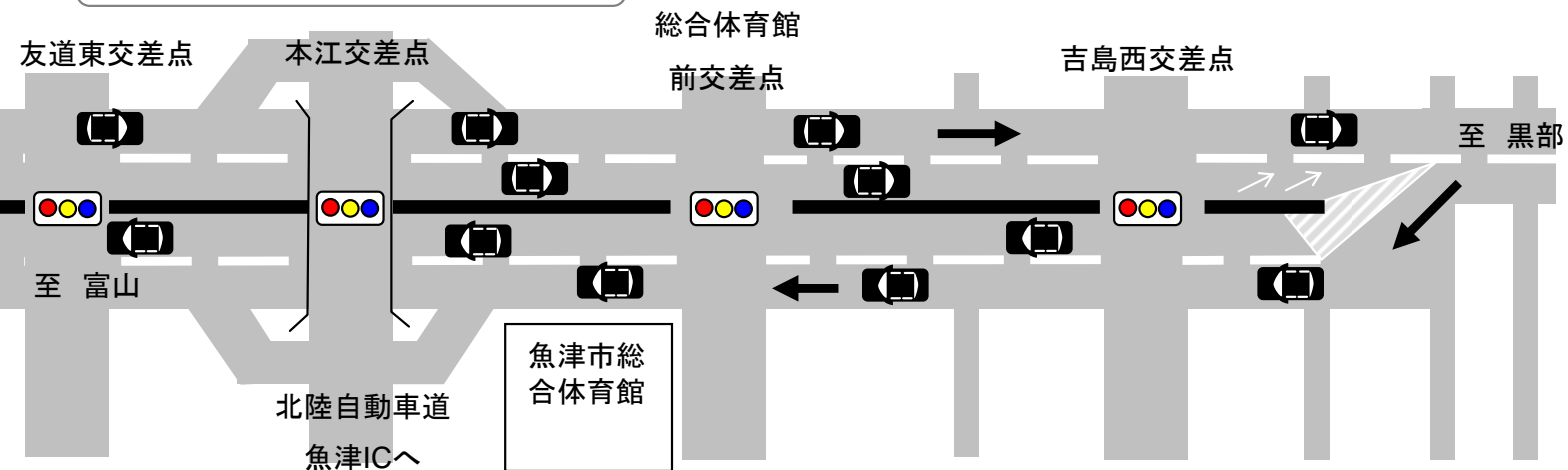 総合体育館
前交差点
友道東交差点
本江交差点
吉島西交差点
至 黒部
至 富山
魚津市総
合体育館
北陸自動車道
魚津ICへ